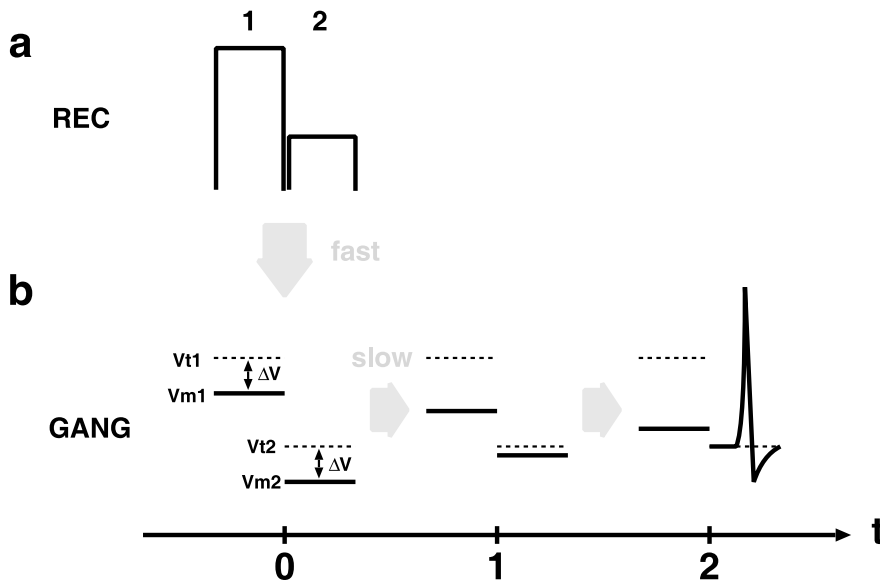 1 2
a
REC
fast
b
Vt1
ΔV
slow
Vm1
GANG
Vt2
ΔV
Vm2
t
0 1 2